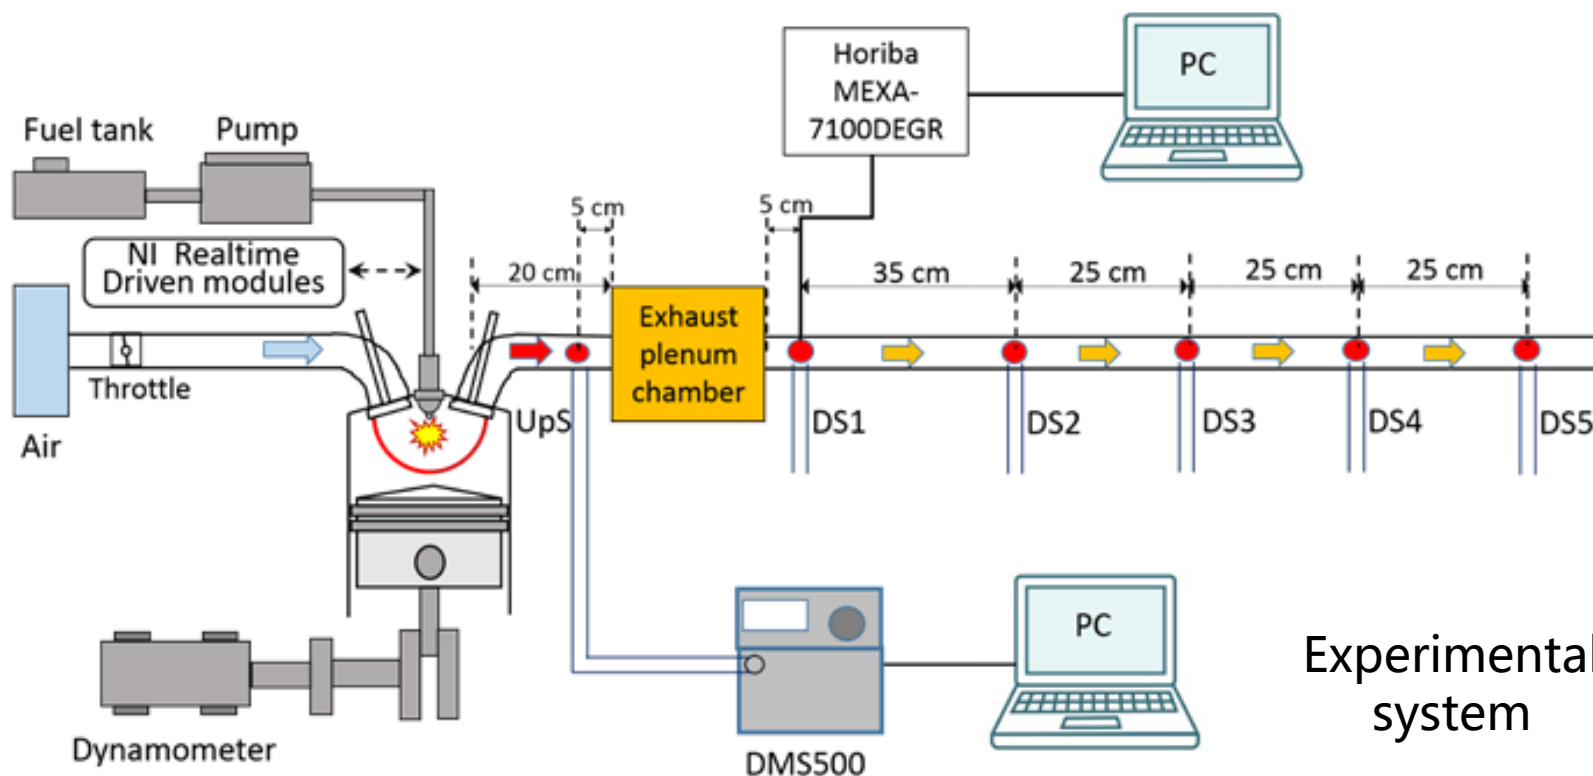 Horiba
MEXA-
7100DEGR
PC
Fuel tank
Pump
5 cm
5 cm
NI Realtime
Driven modules
20 cm
35 cm
25 cm
25 cm
25 cm
Exhaust
plenum
chamber
Throttle
Air
UpS
DS1
DS2
DS3
DS4
DS5
PC
Experimental
system
Dynamometer
DMS500